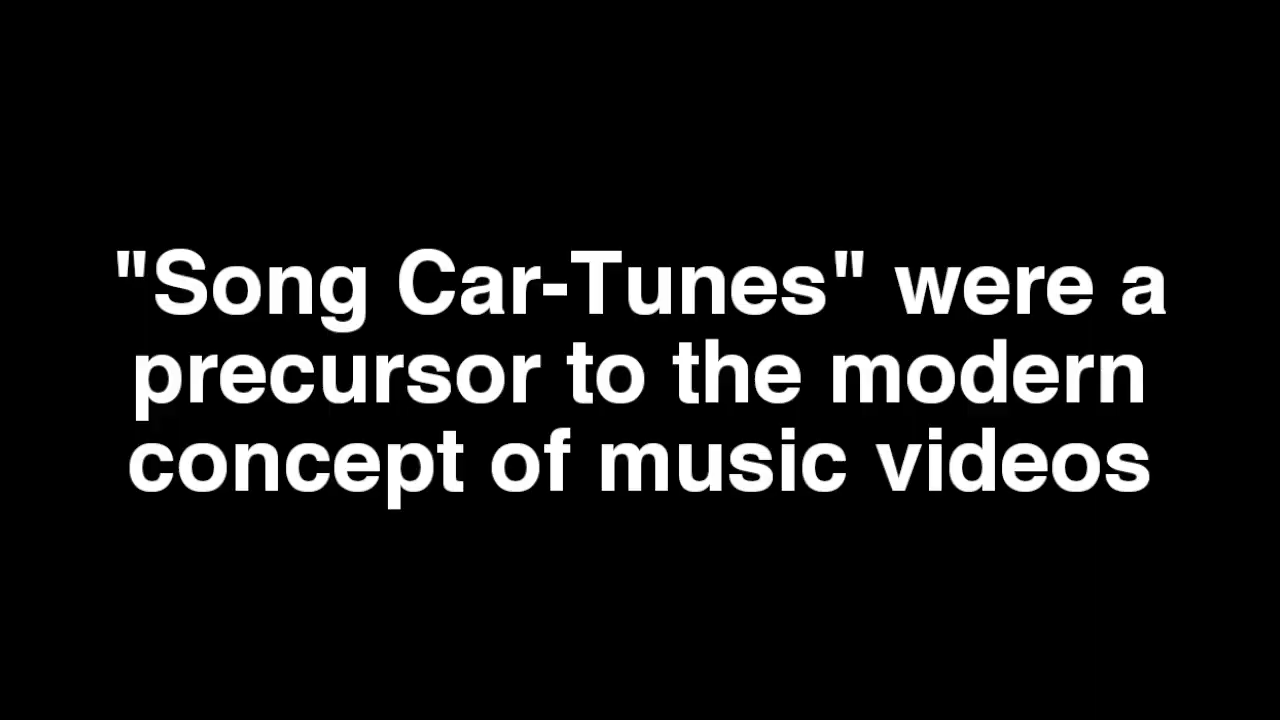 "Song Car-Tunes" were a
precursor to the modern
concept of music videos